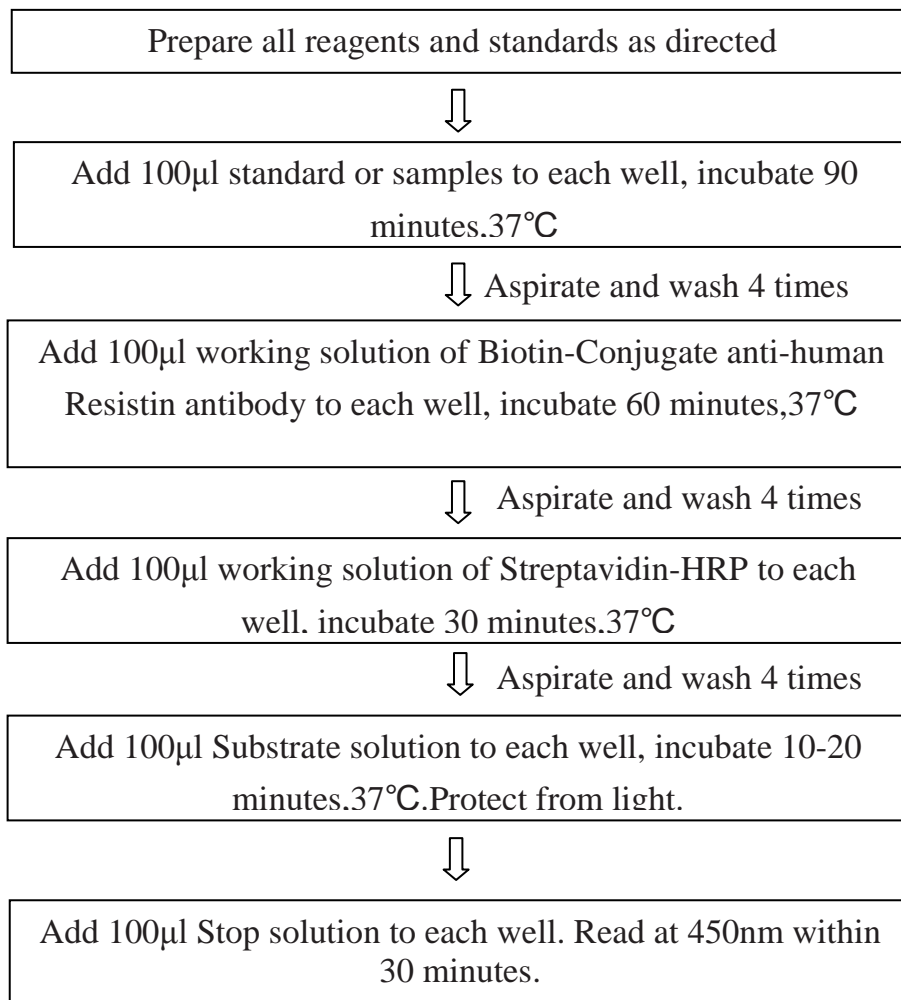 Prepare all reagents and standards as directed
Add 100μl standard or samples to each well, incubate 90
minutes,37℃
Aspirate and wash 4 times
Add 100μl working solution of Biotin-Conjugate anti-human
Resistin antibody to each well, incubate 60 minutes,37℃
Aspirate and wash 4 times
Add 100μl working solution of Streptavidin-HRP to each
well, incubate 30 minutes,37℃
Aspirate and wash 4 times
Add 100μl Substrate solution to each well, incubate 10-20
minutes,37℃.Protect from light.
Add 100μl Stop solution to each well. Read at 450nm within
30 minutes.